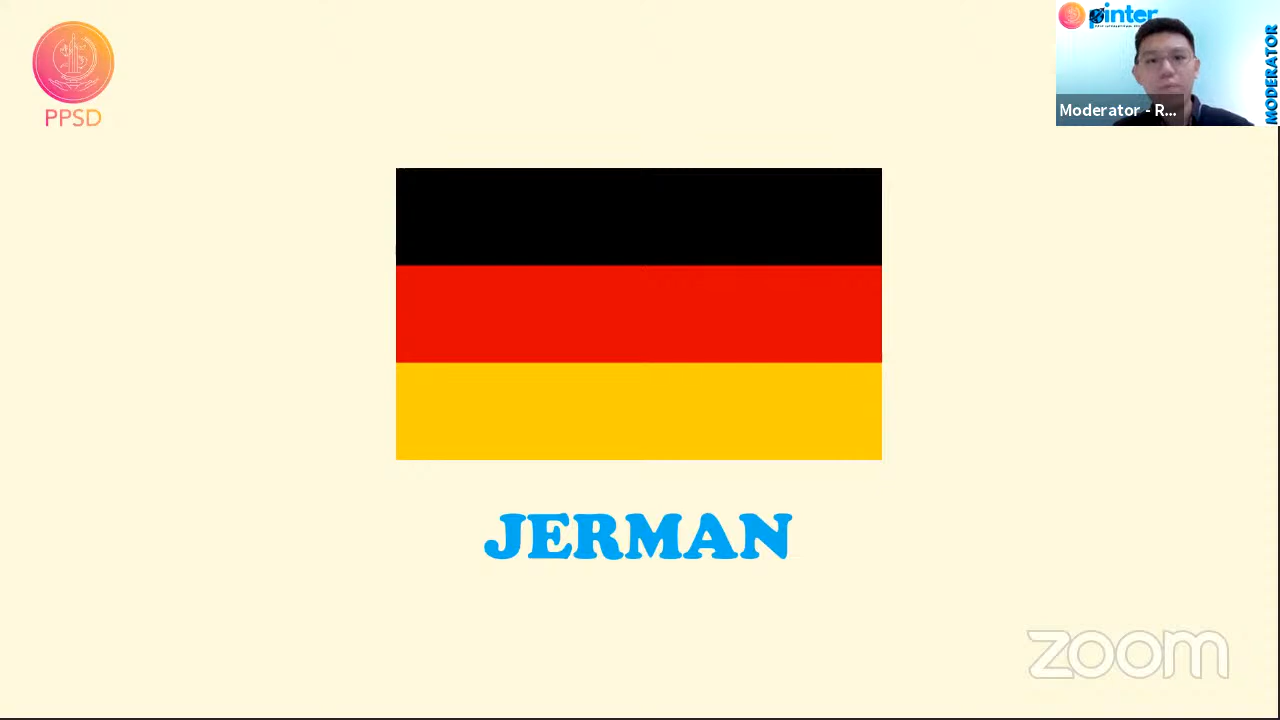 PPSD
pinter
Moderator - R...
MODERATOR
JERMAN
zoom